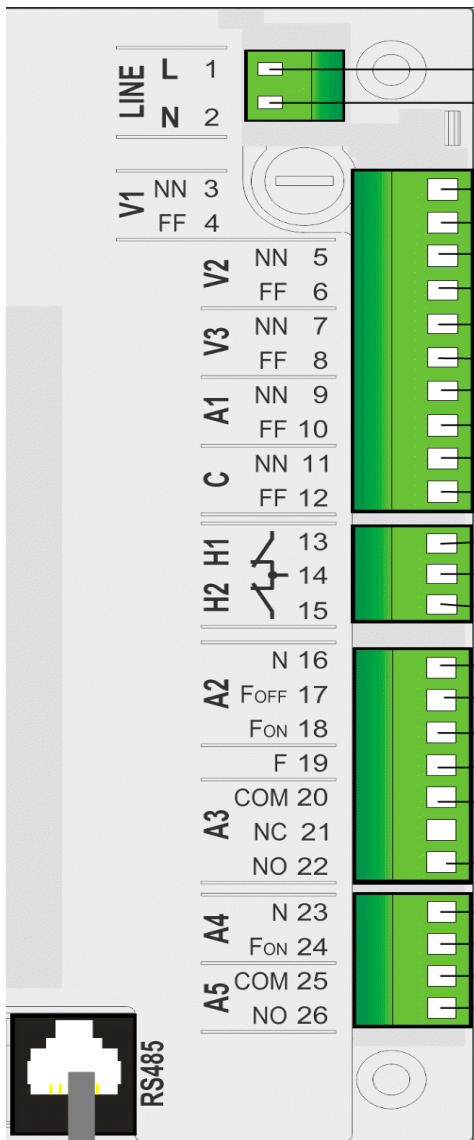 LINE
L 1
N 2
V1
NN 3
FF 4
V2
NN 5
FF 6
V3
NN 7
FF 8
A1
NN 9
FF 10
C
NN 11
FF 12
H1
13
14
H2
15
A2
N 16
FOFF 17
FON 18
F 19
A3
COM 20
NC 21
NO 22
A4
N 23
FON 24
A5
COM 25
NO 26
RS485